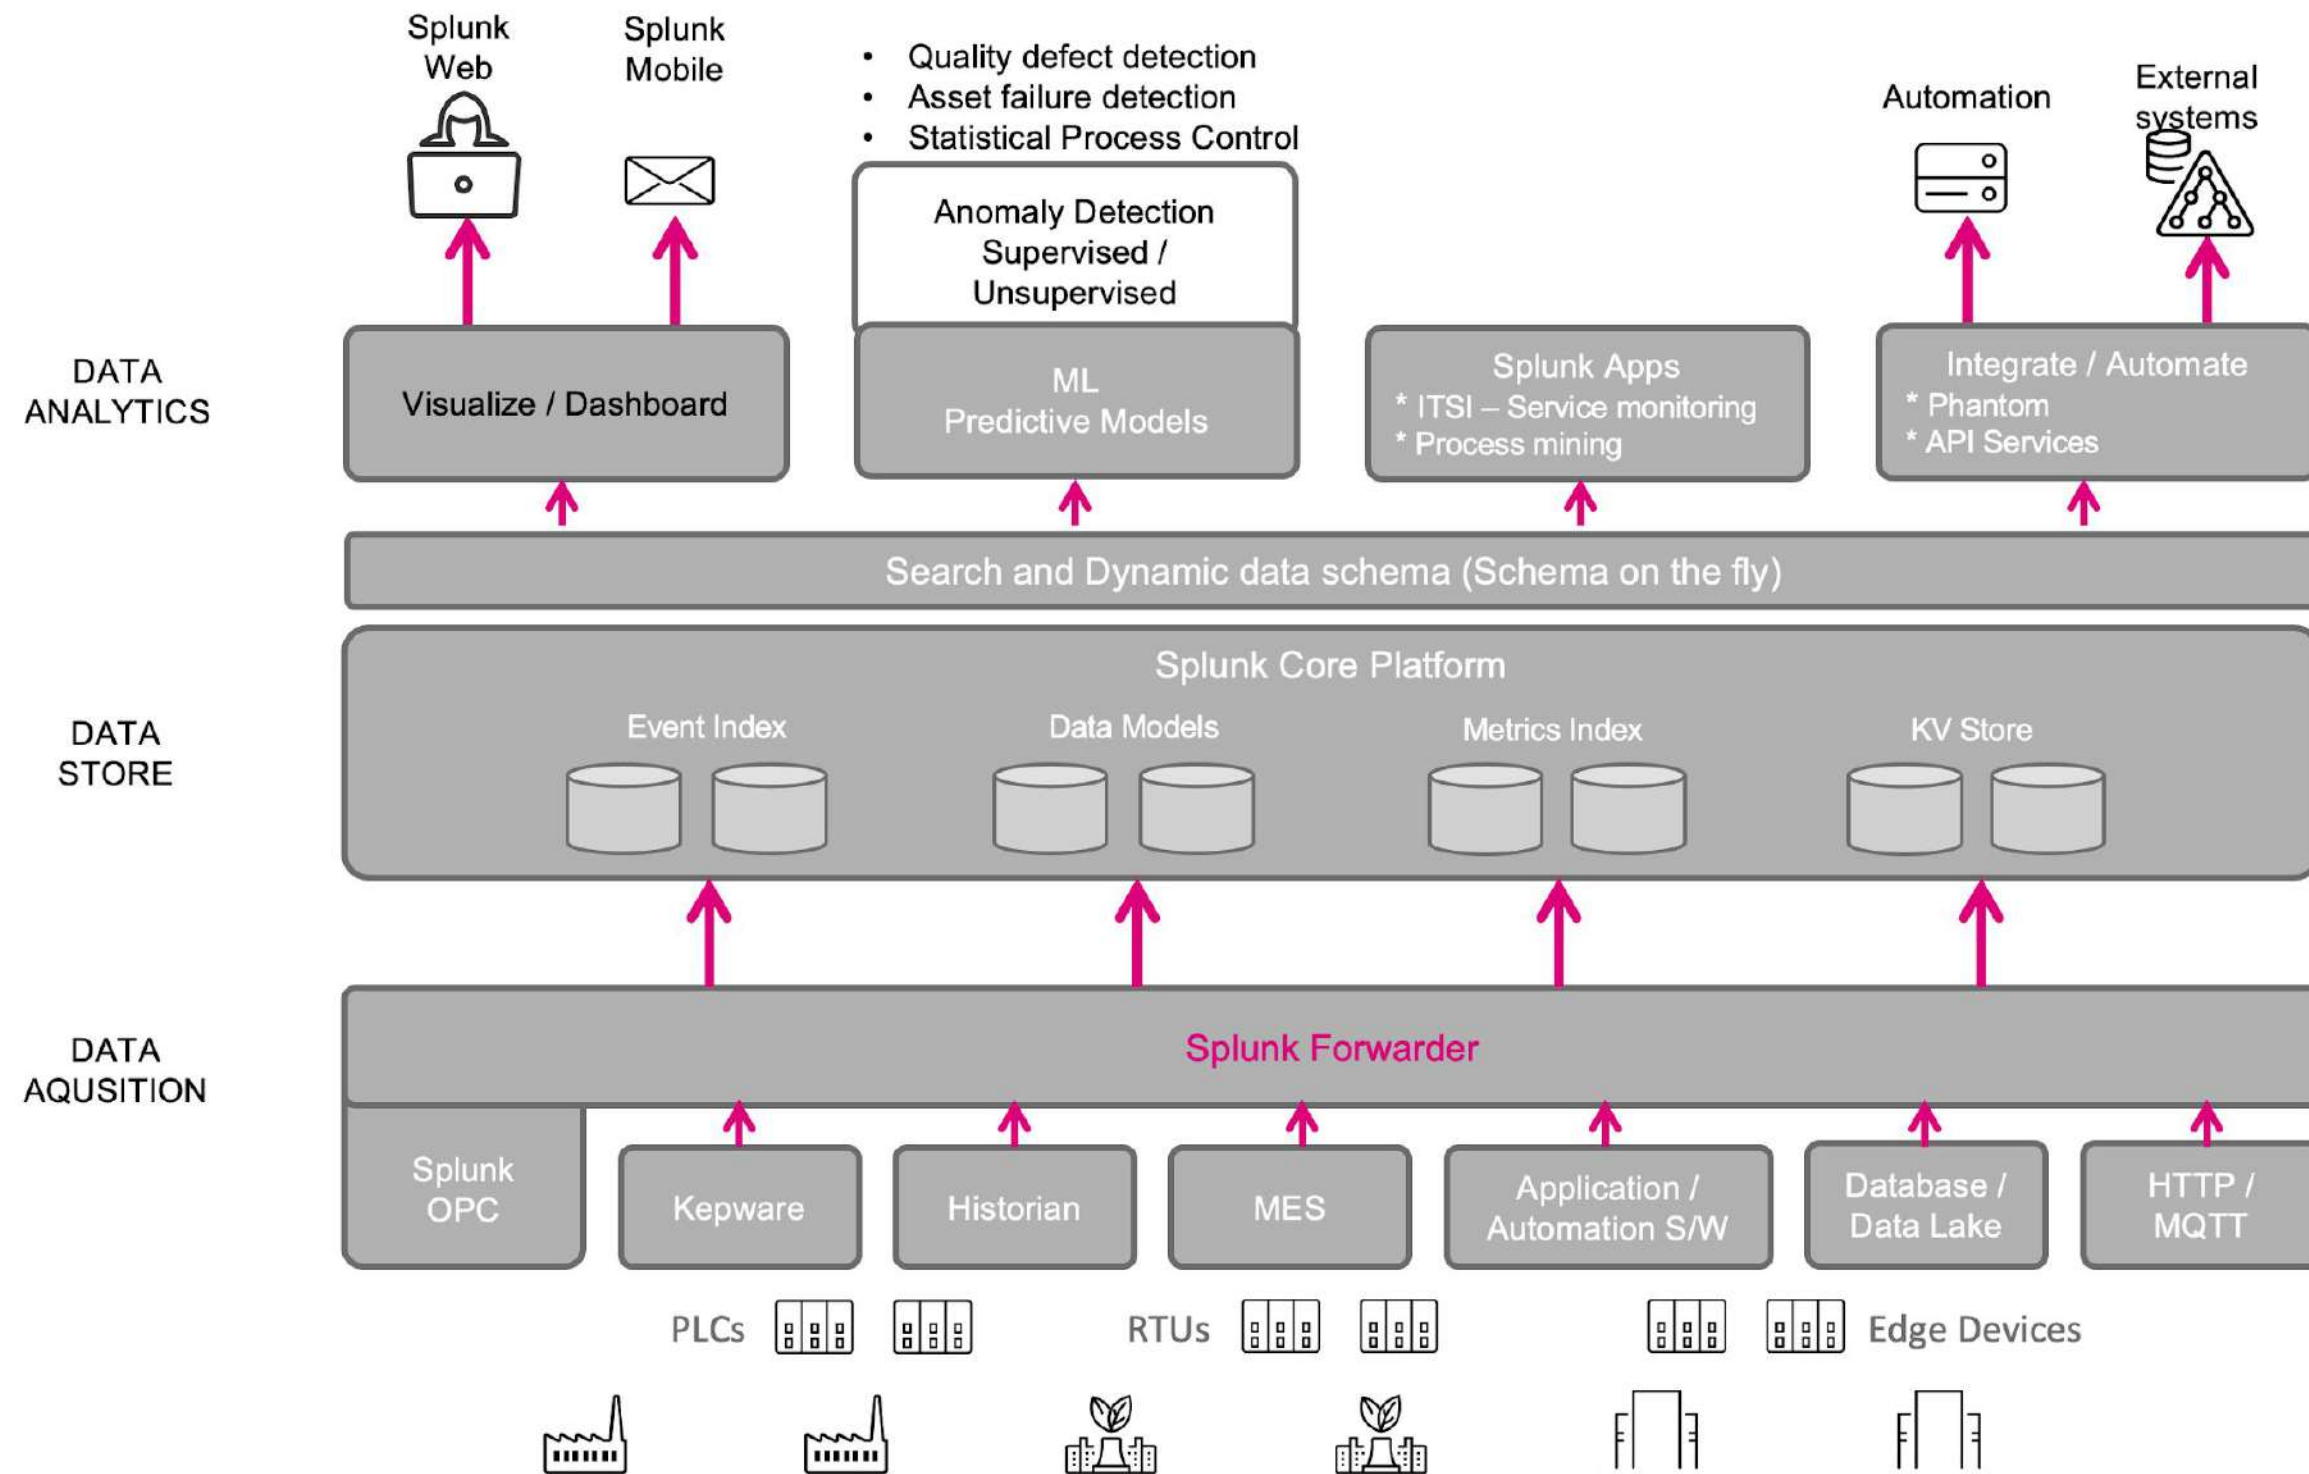 Splunk
Web
Splunk
Mobile
• Quality defect detection
• Asset failure detection
• Statistical Process Control
Automation
External
systems
Anomaly Detection
Supervised /
Unsupervised
DATA
ANALYTICS
Visualize / Dashboard
ML
Predictive Models
Splunk Apps
* ITSI – Service monitoring
* Process mining
Integrate / Automate
* Phantom
* API Services
Search and Dynamic data schema (Schema on the fly)
DATA
STORE
Splunk Core Platform
Event Index
Data Models
Metrics Index
KV Store
DATA
AQUSITION
Splunk Forwarder
Splunk
OPC
Kepware
Historian
MES
Application /
Automation S/W
Database /
Data Lake
HTTP /
MQTT
PLCs
RTUs
Edge Devices